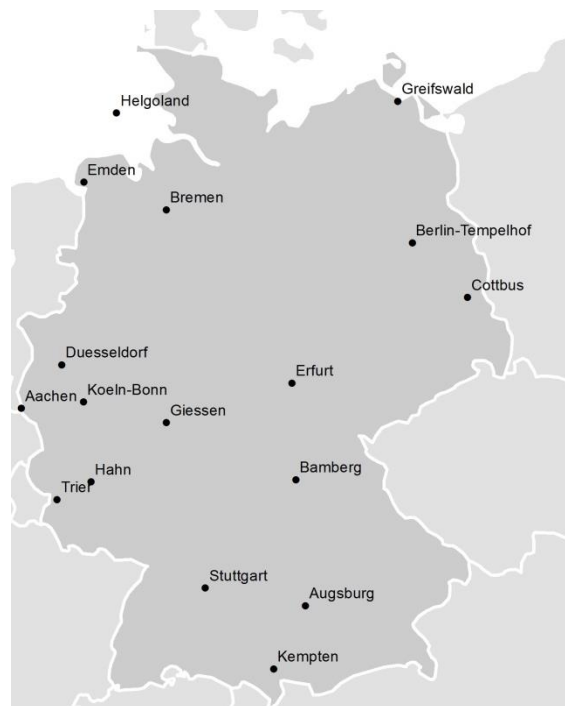 Greifswald
Helgoland
Emden
Bremen
Berlin-Tempelhof
Cottbus
Duesseldorf
Erfurt
Aachen
Koeln-Bonn
Giessen
Hahn
Bamberg
Trier
Stuttgart
Augsburg
Kempten